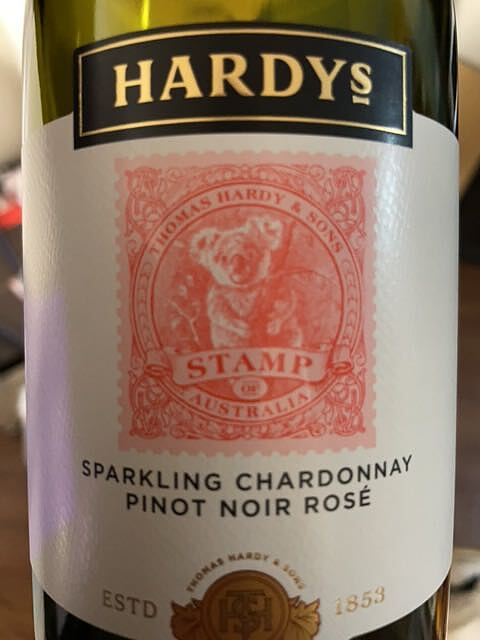 HARDYS
THOMAS HARDY & SONS
STAMP
OF
AUSTRALIA
SPARKLING CHARDONNAY
PINOT NOIR ROSÉ
THOMAS HARDY & SONS
ESTD 1853